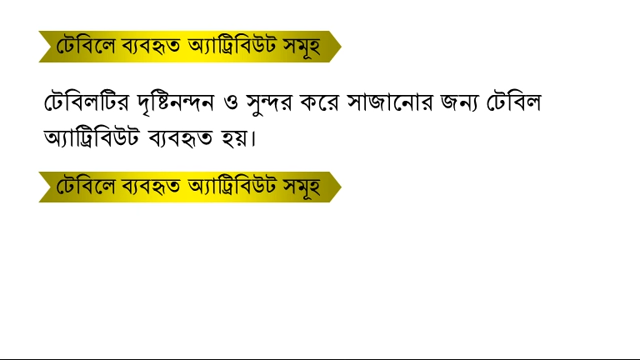 টেবিলে ব্যবহৃত অ্যাট্রিবিউট সমূহ
টেবিলটির দৃষ্টিনন্দন ও সুন্দর করে সাজানোর জন্য টেবিল
অ্যাট্রিবিউট ব্যবহৃত হয়।
টেবিলে ব্যবহৃত অ্যাট্রিবিউট সমূহ